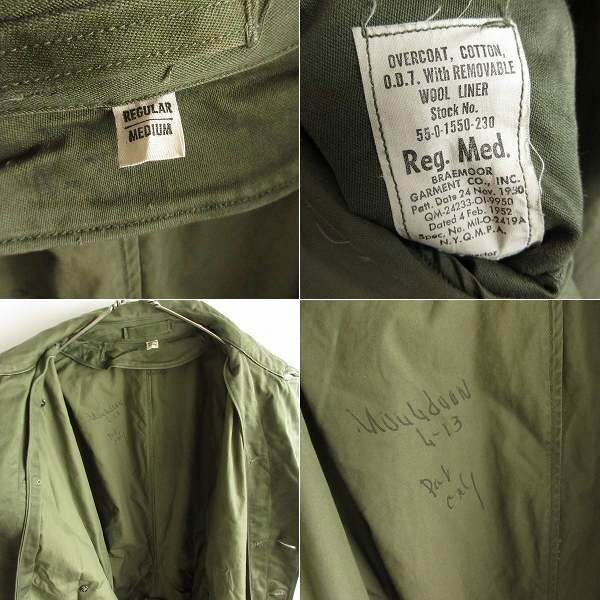 REGULAR
MEDIUM
OVERCOAT, COTTON,
O.D.7. With REMOVABLE
WOOL LINER
Stock No.
55-0-1550-230
Reg. Med.
BRAEMOOR
GARMENT CO., INC.
Patt. Date 24 Nov. 1950
QM-24233-OI-9950
Dated 4 Feb. 1952
Spec. No. MIL-O-2419A
N.Y.Q.M.P.A.
4-13